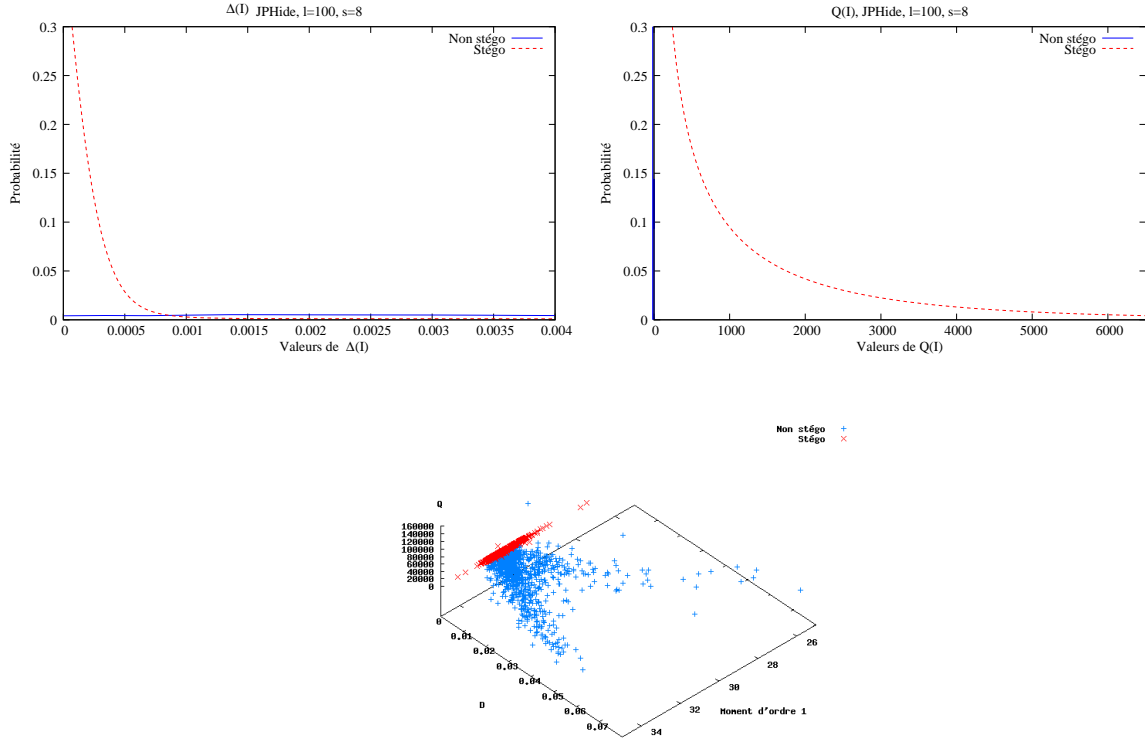 Δ(I) JPHide, l=100, s=8
Non stégo
Stégo
0.3
0.25
0.2
0.15
0.1
0.05
0
Probabilité
0 0.0005 0.001 0.0015 0.002 0.0025 0.003 0.0035 0.004
Valeurs de Δ(I)
Q(I), JPHide, l=100, s=8
Non stégo
Stégo
0.3
0.25
0.2
0.15
0.1
0.05
0
Probabilité
0 1000 2000 3000 4000 5000 6000
Valeurs de Q(I)
Non stégo
Stégo
Q
160000
140000
120000
100000
80000
60000
40000
20000
0
0 0.01 0.02 0.03 0.04 0.05 0.06 0.07
D
26
28
30
32
34
Moment d'ordre 1